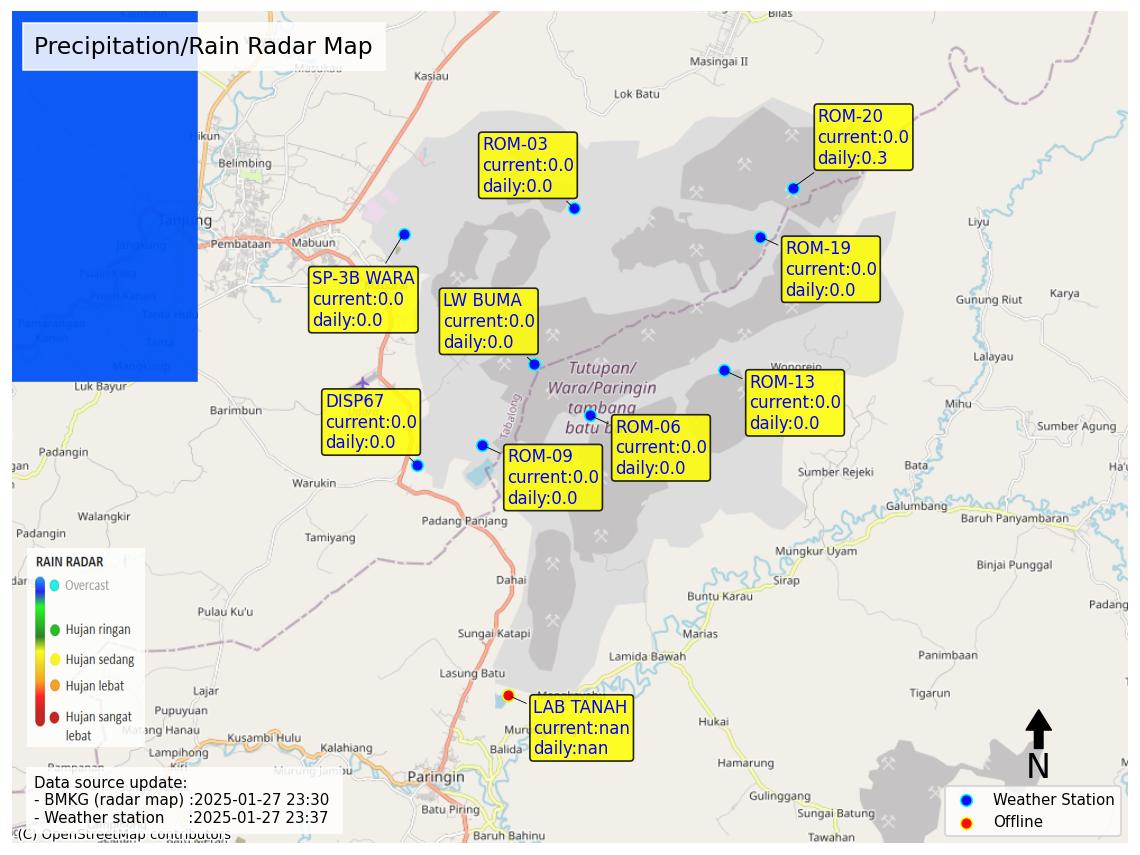 Precipitation/Rain Radar Map
Bilas
Masingai II
Kasiau
Lok Batu
Hikun
Belimbing
Tanjung
Jangkung
Pembataan
Mabuun
ROM-03
current:0.0
daily:0.0
ROM-20
current:0.0
daily:0.3
ROM-19
current:0.0
daily:0.0
SP-3B WARA
current:0.0
daily:0.0
LW BUMA
current:0.0
daily:0.0
Liyu
Gunung Riut
Karya
Lalayau
Mihu
Sumber Agung
Wonorejo
Tutupan/
Wara/Paringin
tambang
batu b
Tabalong
ROM-13
current:0.0
daily:0.0
DISP67
current:0.0
daily:0.0
ROM-06
current:0.0
daily:0.0
ROM-09
current:0.0
daily:0.0
Tanta Hulu
Tanta
Mangkusip
Luk Bayur
Barimbun
Warukin
Sumber Rejeki
Bata
Galumbang
Baruh Panyambaran
Walangkir
Padangin
Tamiyang
Padang Panjang
Mungkur Uyam
Binjai Punggal
Dahai
Sirap
Buntu Karau
Padang
Pulau Ku'u
Sungai Katapi
Marias
Lamida Bawah
Panimbaan
Lasung Batu
Tigarun
Lajar
Pupuyuan
Matang Hanau
Lampihong
Kusambi Hulu
Kalahiang
Murung Jambu
Hukai
Balida
Hamarung
Paringin
Batu Piring
Gulinggang
Sungai Batung
Baruh Bahinu
Tawahan
LAB TANAH
current:nan
daily:nan
RAIN RADAR
Overcast
Hujan ringan
Hujan sedang
Hujan lebat
Hujan sangat
lebat
Data source update:
- BMKG (radar map) :2025-01-27 23:30
- Weather station :2025-01-27 23:37
(C) OpenStreetMap contributors
N
Weather Station
Offline